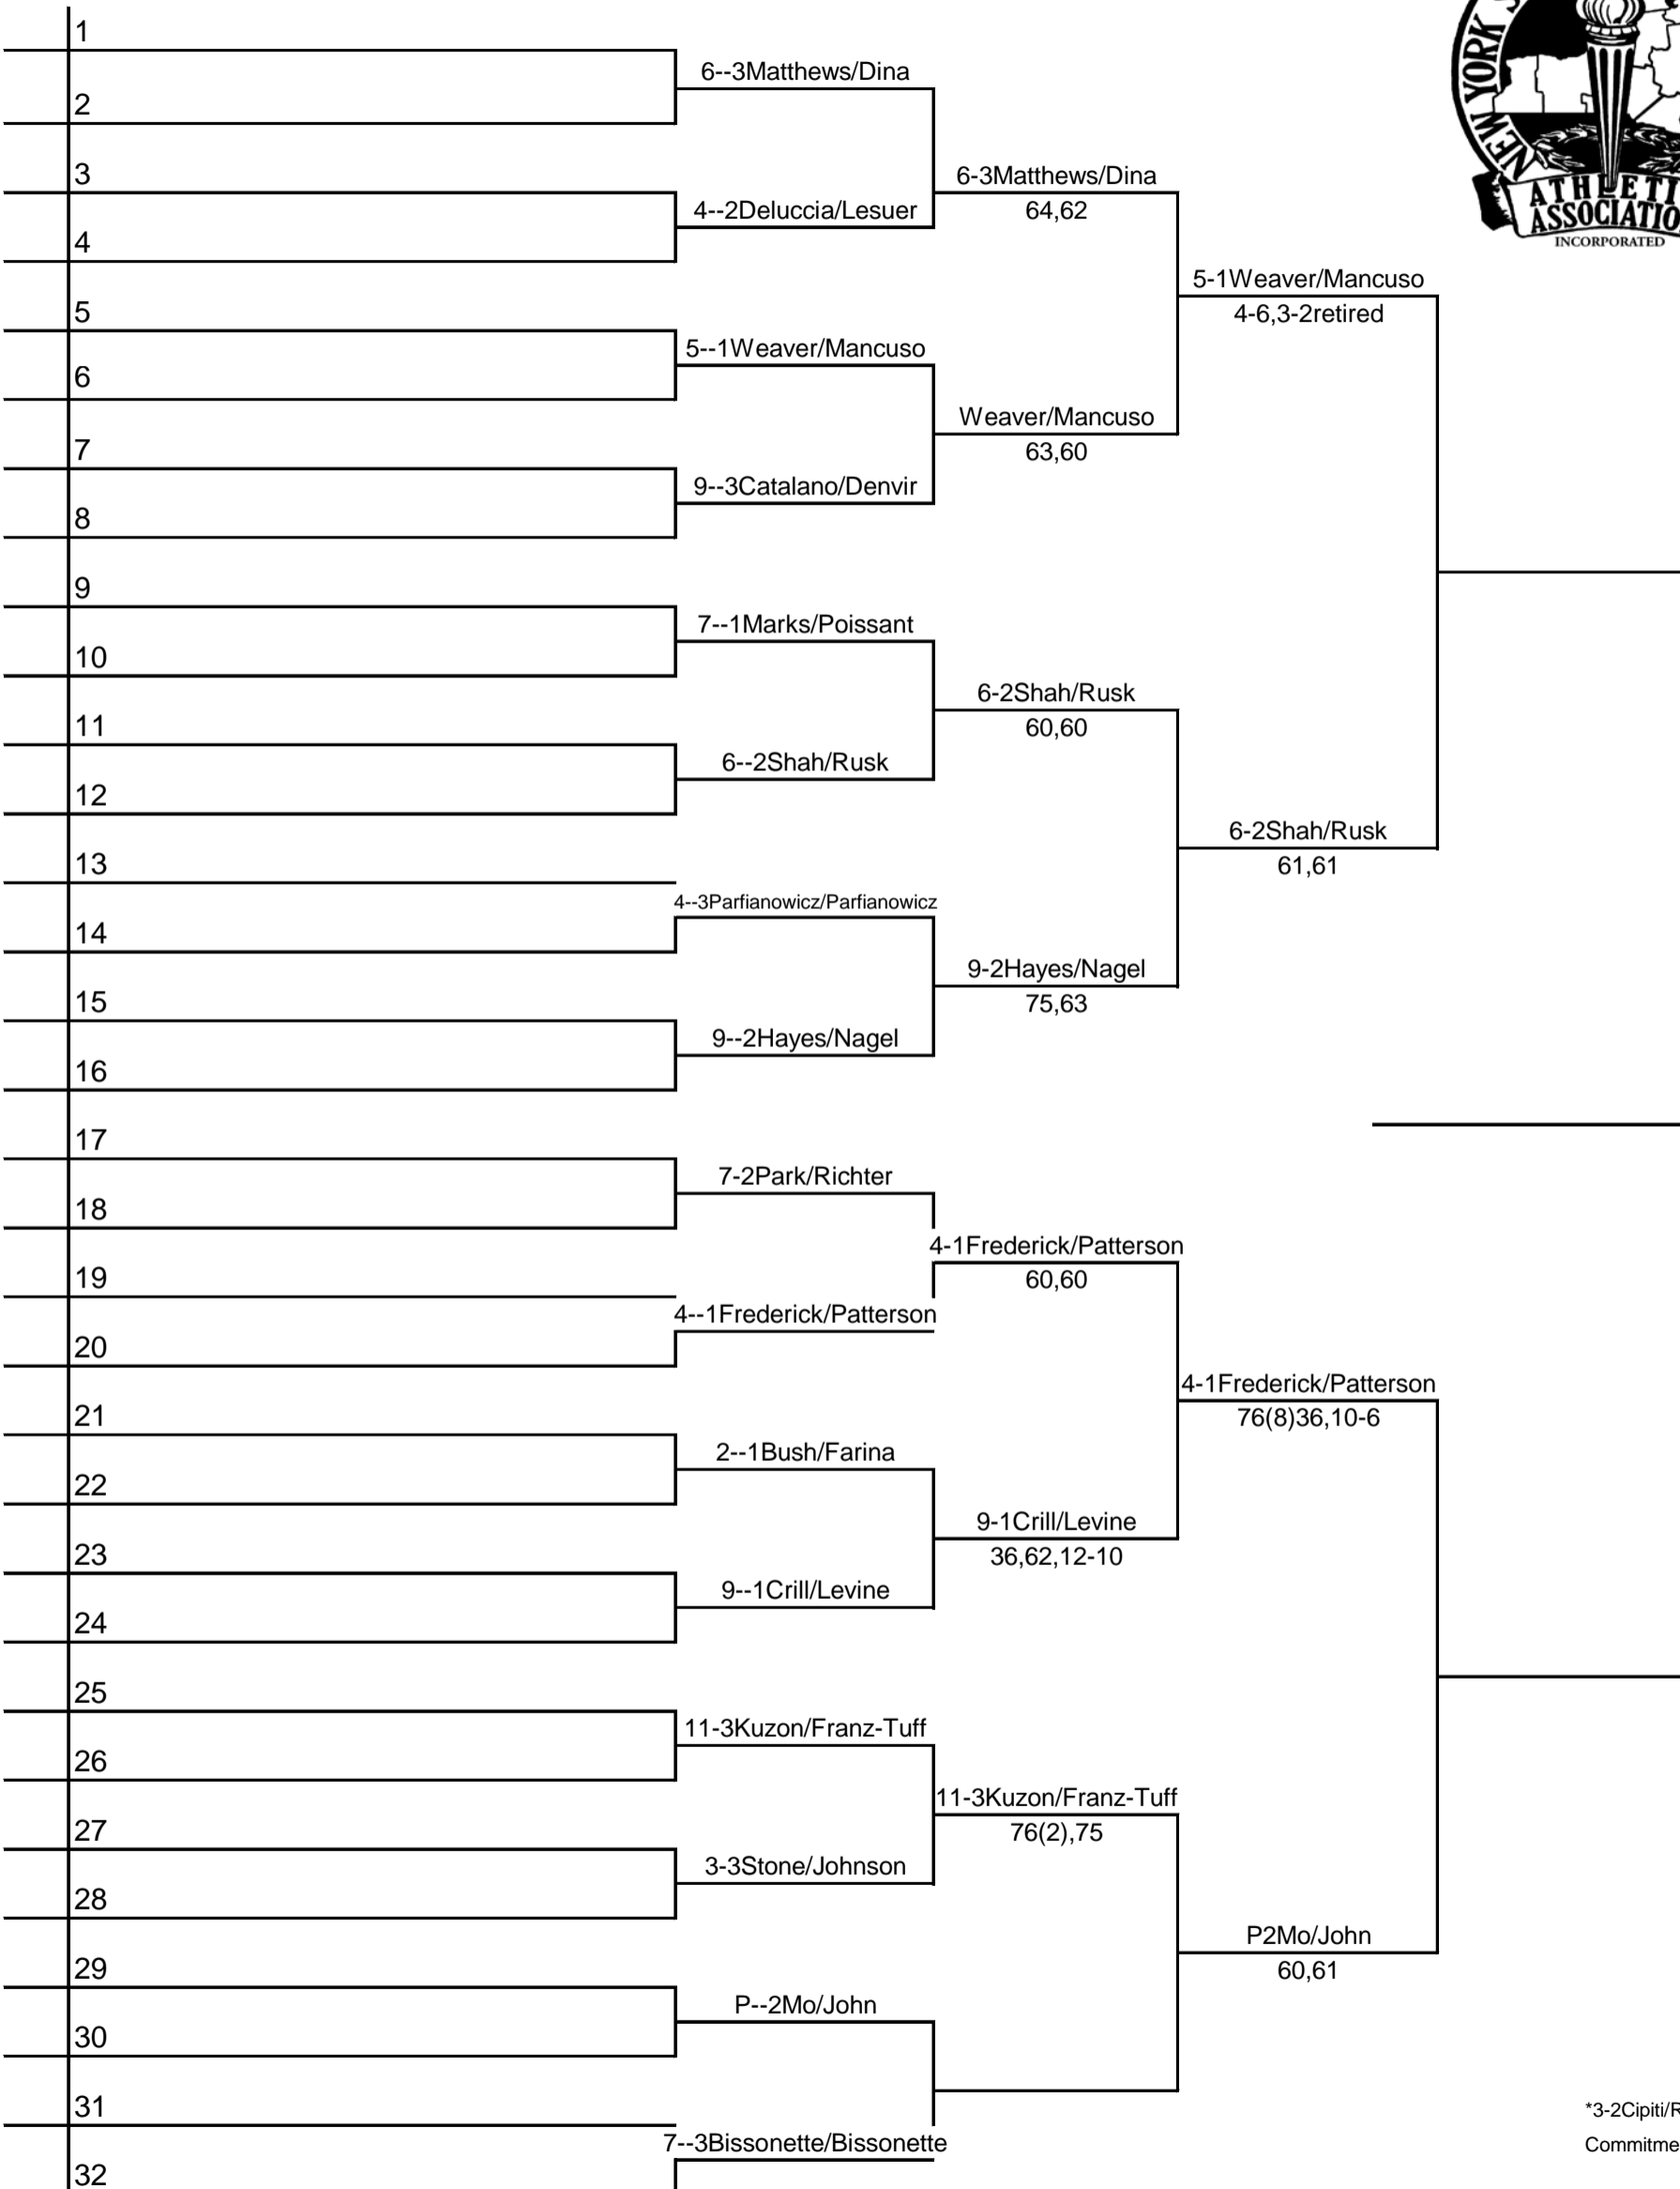 1
6--3Matthews/Dina
2
3
6-3Matthews/Dina
4--2Deluccia/Lesuer
64,62
4
5-1Weaver/Mancuso
4-6,3-2retired
5
5--1Weaver/Mancuso
6
Weaver/Mancuso
63,60
7
9--3Catalano/Denvir
8
9
7--1Marks/Poissant
10
6-2Shah/Rusk
60,60
11
6--2Shah/Rusk
12
6-2Shah/Rusk
61,61
13
4--3Parfianowicz/Parfianowicz
14
9-2Hayes/Nagel
75,63
15
9--2Hayes/Nagel
16
17
7-2Park/Richter
18
4-1Frederick/Patterson
60,60
19
4--1Frederick/Patterson
20
4-1Frederick/Patterson
76(8)36,10-6
21
2--1Bush/Farina
22
9-1Crill/Levine
36,62,12-10
23
9--1Crill/Levine
24
25
11-3Kuzon/Franz-Tuff
26
11-3Kuzon/Franz-Tuff
76(2),75
27
3-3Stone/Johnson
28
P2Mo/John
60,61
29
P--2Mo/John
30
31
7--3Bissonette/Bissonette
32
NEW YORK
ATHLETI
ASSOCIATIO
INCORPORATED
*3-2Cipiti/R
Commitme